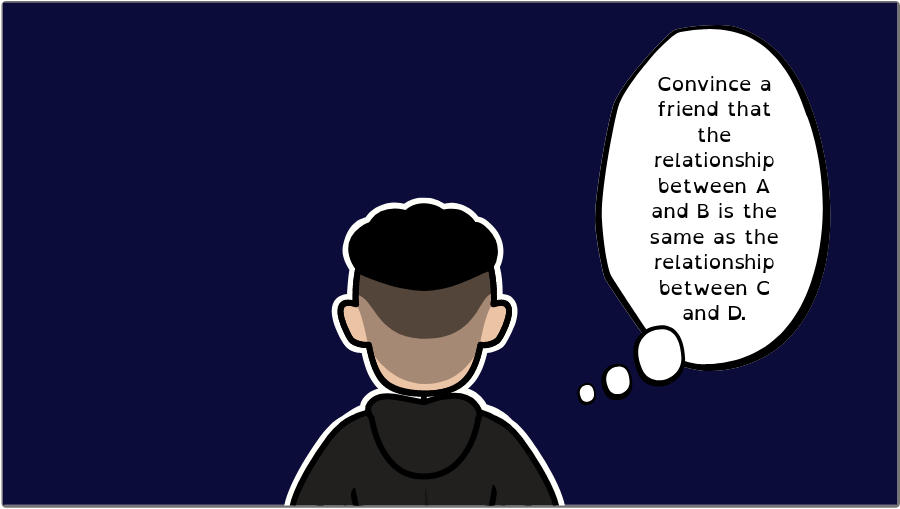 Convince a
friend that
the
relationship
between A
and B is the
same as the
relationship
between C
and D.